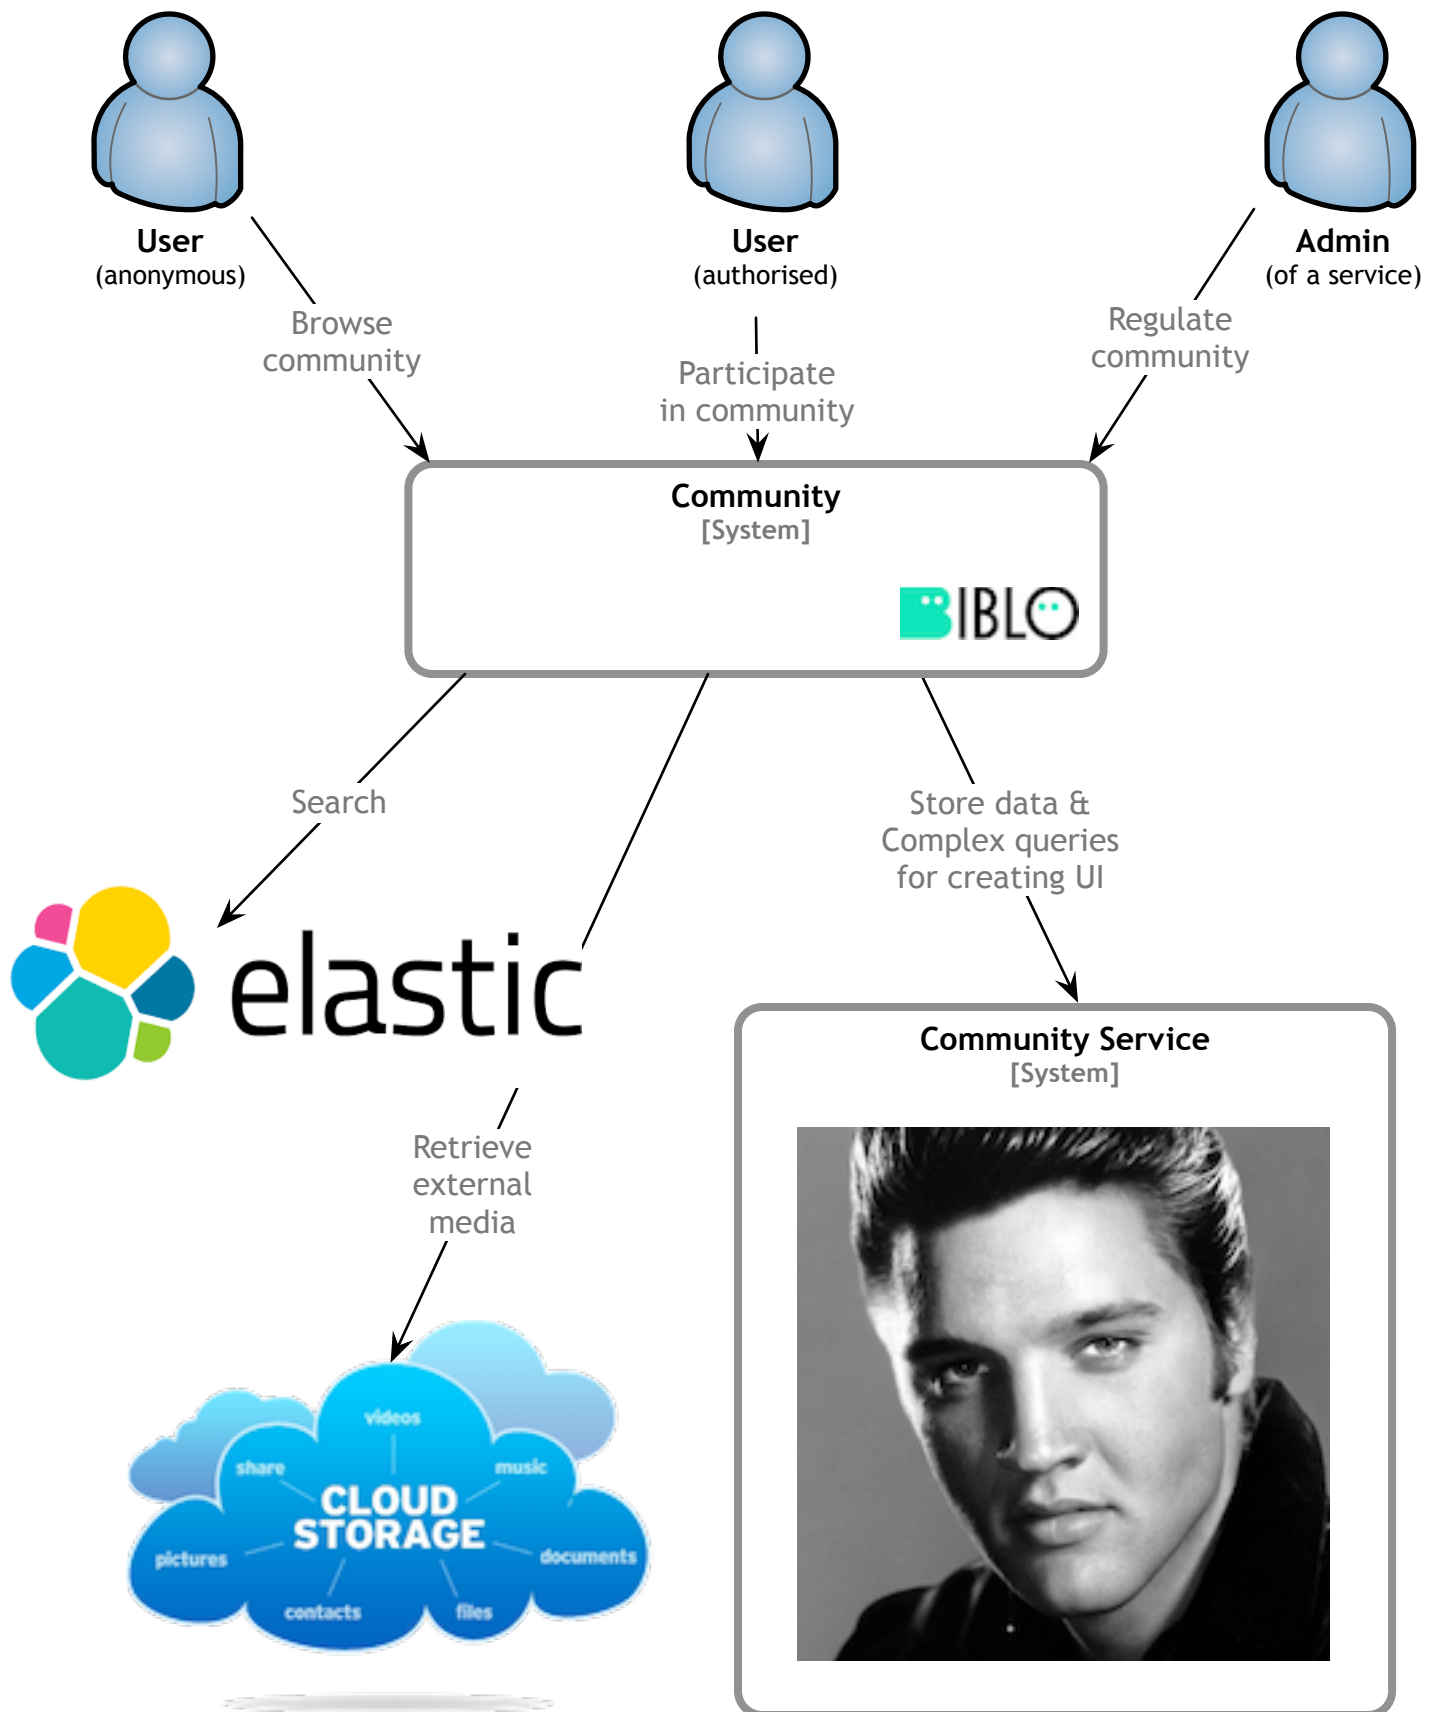 User
(anonymous)
User
(authorised)
Admin
(of a service)
Browse
community
Participate
in community
Regulate
community
Community
[System]
BIBLO
Search
Store data &
Complex queries
for creating UI
elastic
Community Service
[System]
Retrieve
external
media
videos
share
music
CLOUD
STORAGE
pictures
documents
contacts
files